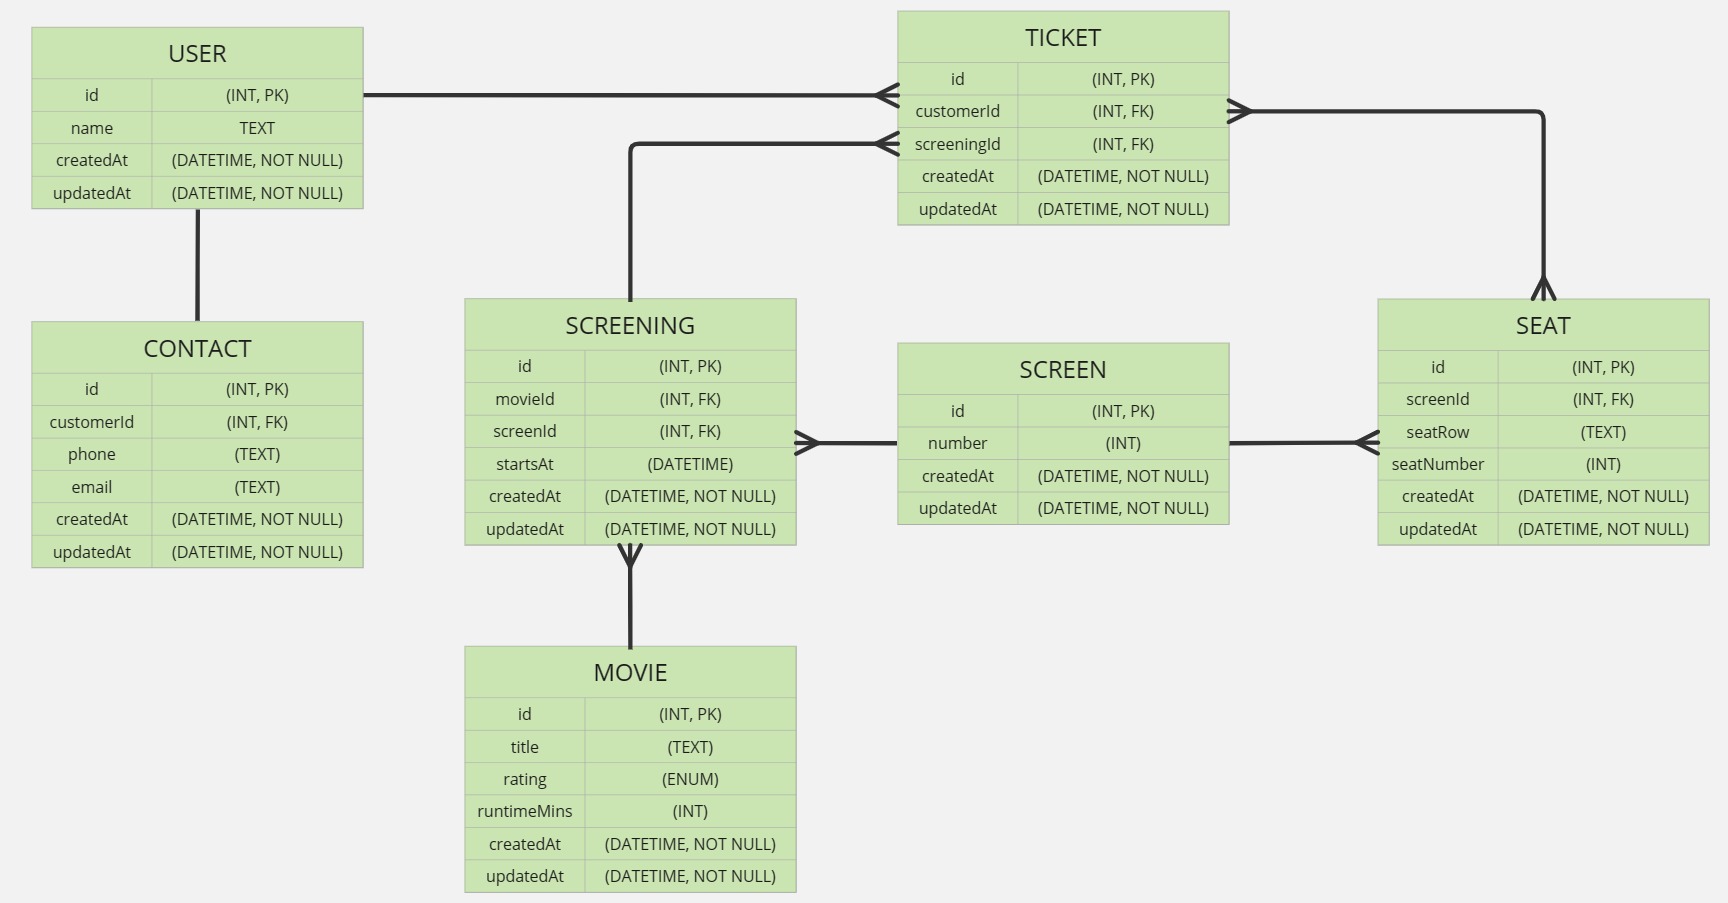 USER
id (INT, PK)
name TEXT
createdAt (DATETIME, NOT NULL)
updatedAt (DATETIME, NOT NULL)
TICKET
id (INT, PK)
customerId (INT, FK)
screeningId (INT, FK)
createdAt (DATETIME, NOT NULL)
updatedAt (DATETIME, NOT NULL)
CONTACT
id (INT, PK)
customerId (INT, FK)
phone (TEXT)
email (TEXT)
createdAt (DATETIME, NOT NULL)
updatedAt (DATETIME, NOT NULL)
SCREENING
id (INT, PK)
movieId (INT, FK)
screenId (INT, FK)
startsAt (DATETIME)
createdAt (DATETIME, NOT NULL)
updatedAt (DATETIME, NOT NULL)
SCREEN
id (INT, PK)
number (INT)
createdAt (DATETIME, NOT NULL)
updatedAt (DATETIME, NOT NULL)
SEAT
id (INT, PK)
screenId (INT, FK)
seatRow (TEXT)
seatNumber (INT)
createdAt (DATETIME, NOT NULL)
updatedAt (DATETIME, NOT NULL)
MOVIE
id (INT, PK)
title (TEXT)
rating (ENUM)
runtimeMins (INT)
createdAt (DATETIME, NOT NULL)
updatedAt (DATETIME, NOT NULL)